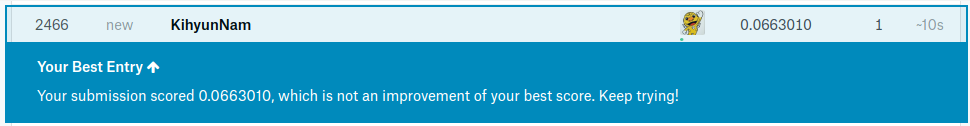 2466 new KihyunNam 0.0663010 1 ~10s
Your Best Entry
Your submission scored 0.0663010, which is not an improvement of your best score. Keep trying!